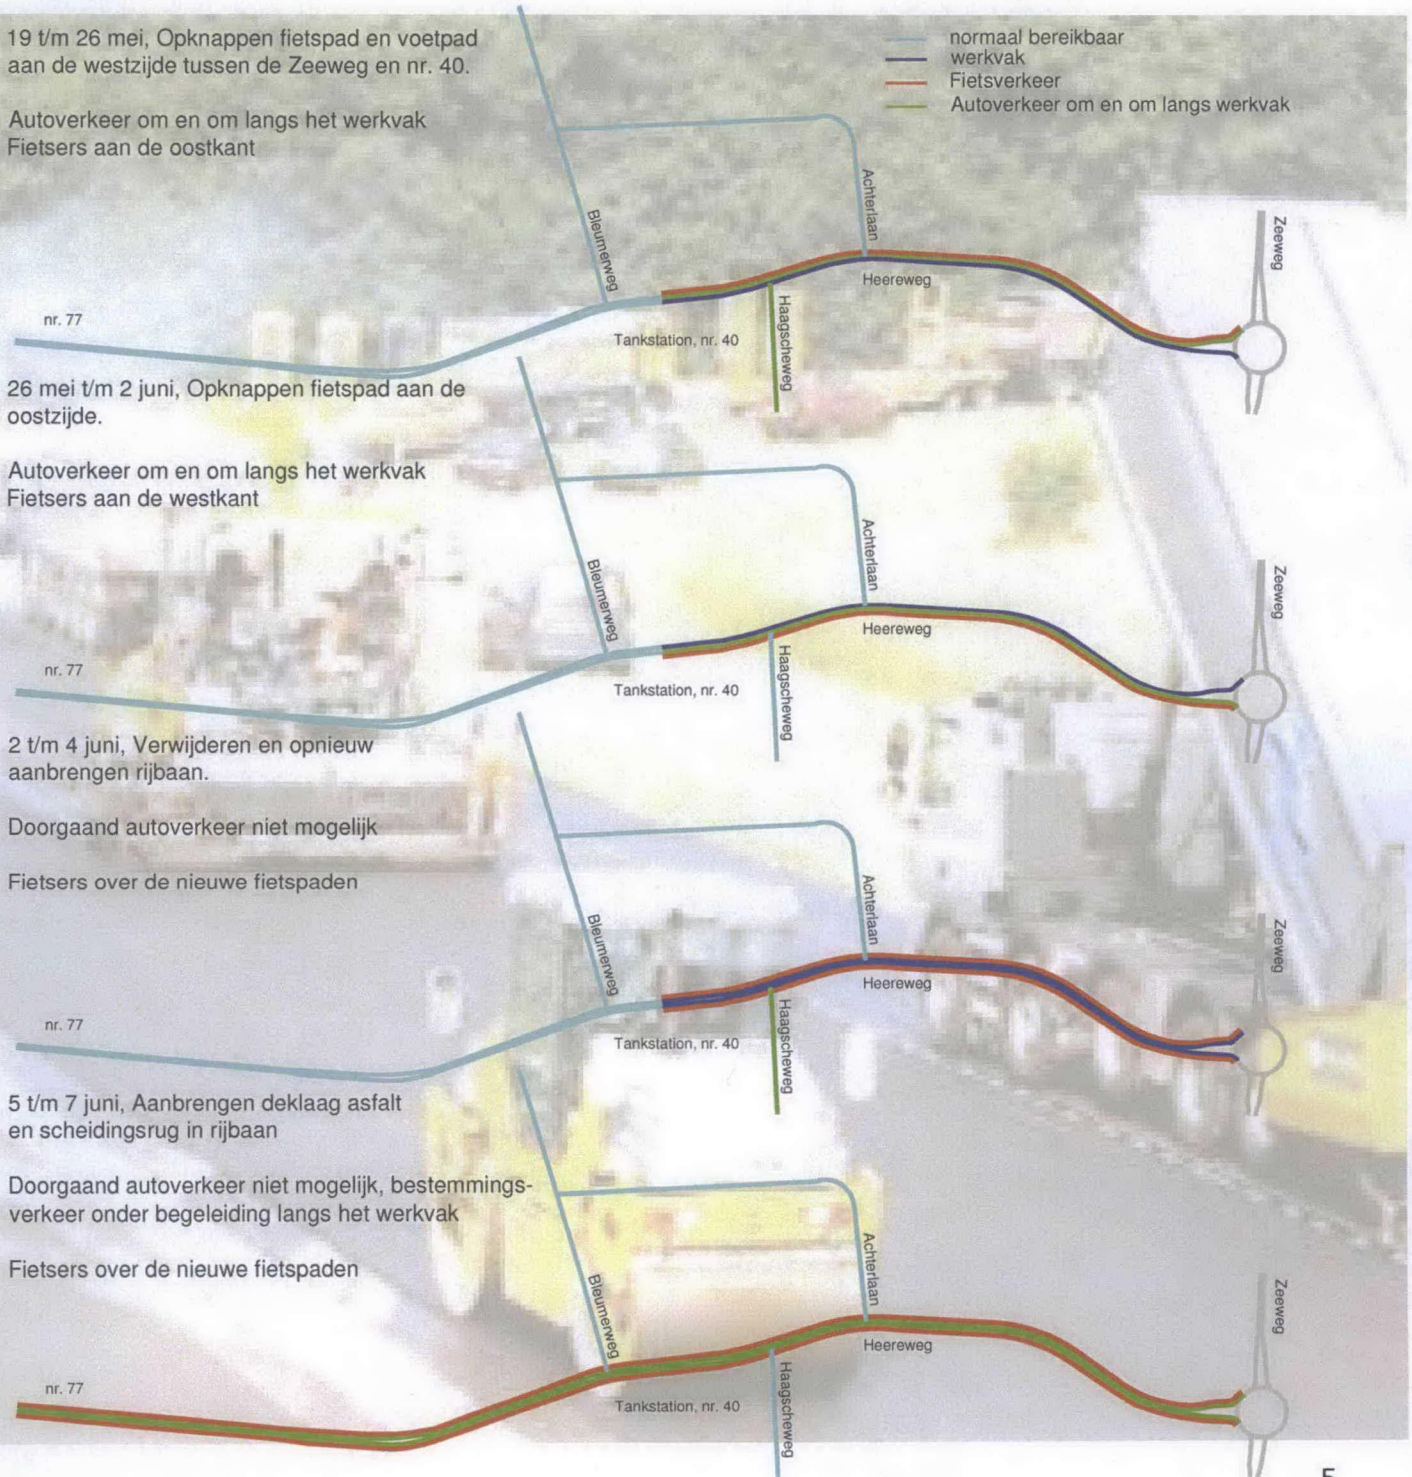 19 t/m 26 mei, Opknappen fietspad en voetpad
aan de westzijde tussen de Zeeweg en nr. 40.
Autoverkeer om en om langs het werkvak
Fietsers aan de oostkant
normaal bereikbaar
werkvak
Fietsverkeer
Autoverkeer om en om langs werkvak
Bleumerweg
Achterlaan
Zeeweg
Heereweg
nr. 77
Tankstation, nr. 40
Haagscheweg
26 mei t/m 2 juni, Opknappen fietspad aan de
oostzijde.
Autoverkeer om en om langs het werkvak
Fietsers aan de westkant
Bleumerweg
Achterlaan
Zeeweg
Heereweg
nr. 77
Tankstation, nr. 40
Haagscheweg
2 t/m 4 juni, Verwijderen en opnieuw
aanbrengen rijbaan.
Doorgaand autoverkeer niet mogelijk
Fietsers over de nieuwe fietspaden
Bleumerweg
Achterlaan
Zeeweg
Heereweg
nr. 77
Tankstation, nr. 40
Haagscheweg
5 t/m 7 juni, Aanbrengen deklaag asfalt
en scheidingsrug in rijbaan
Doorgaand autoverkeer niet mogelijk, bestemmings-
verkeer onder begeleiding langs het werkvak
Fietsers over de nieuwe fietspaden
Bleumerweg
Achterlaan
Zeeweg
Heereweg
nr. 77
Tankstation, nr. 40
Haagscheweg